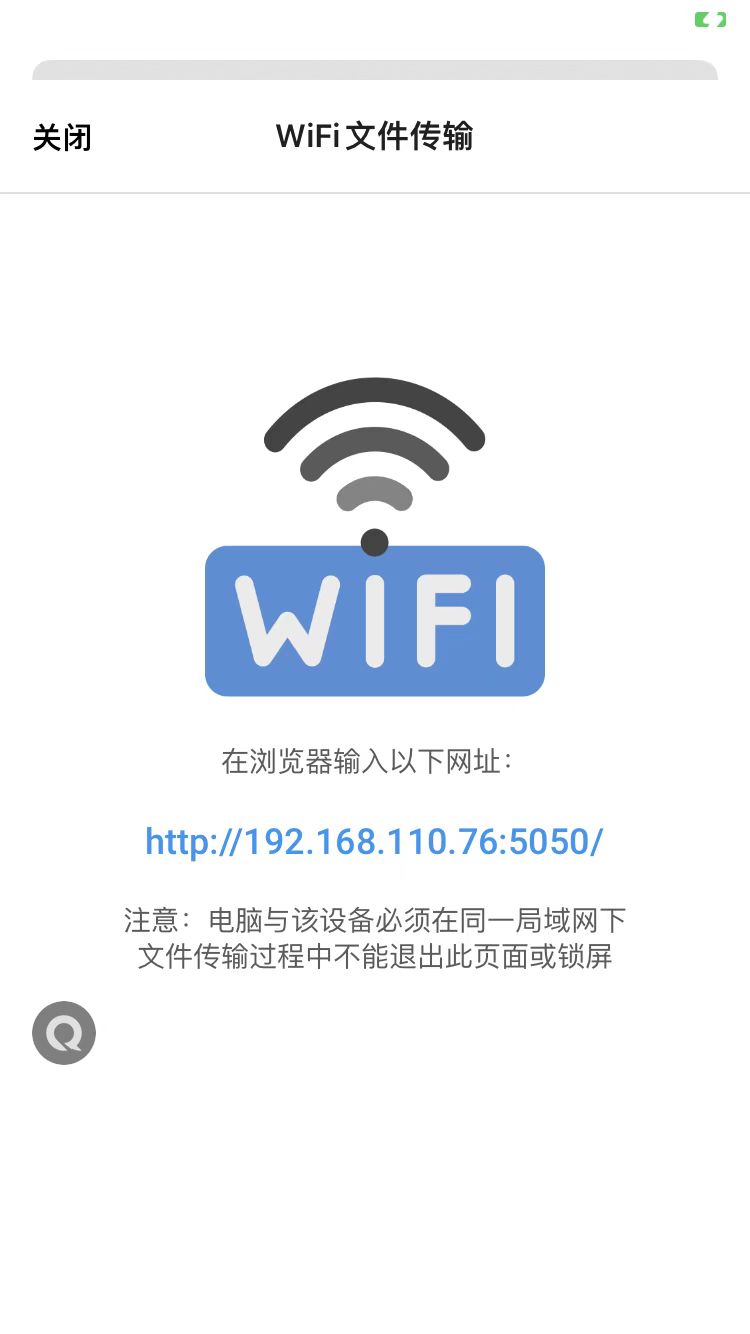 关闭
WiFi文件传输
WIFI
在浏览器输入以下网址：
http://192.168.110.76:5050/
注意：电脑与该设备必须在同一局域网下
文件传输过程中不能退出此页面或锁屏